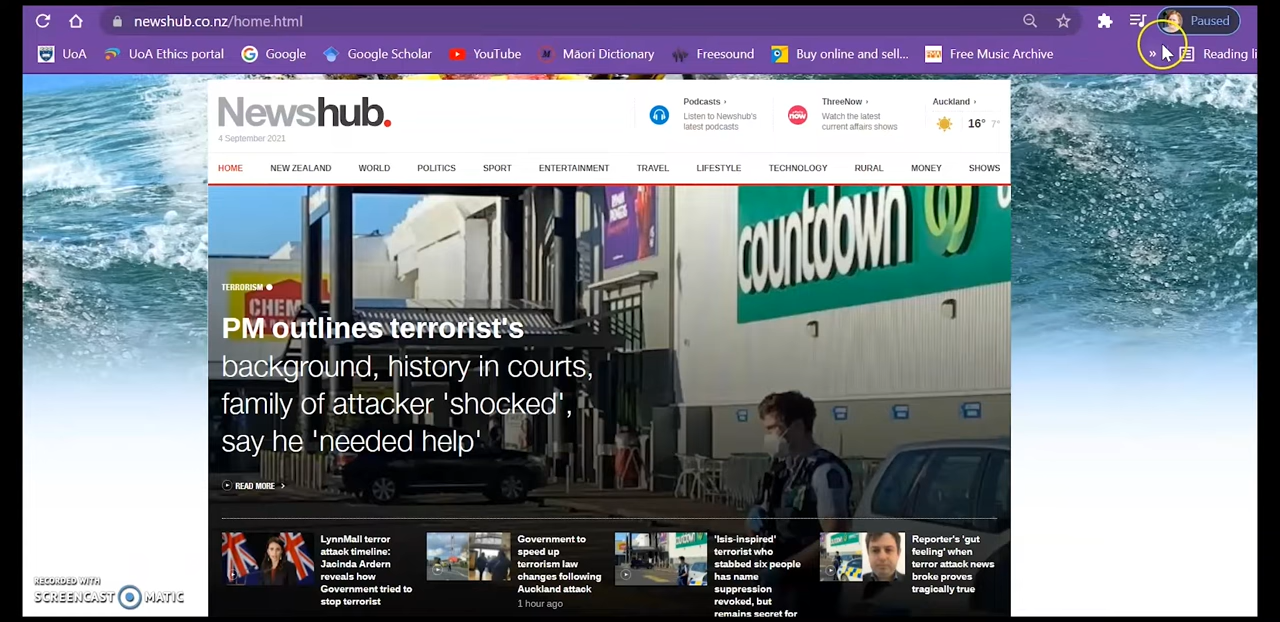 newshub.co.nz/home.html
Paused
UoA
UoA Ethics portal
Google
Google Scholar
YouTube
Māori Dictionary
Freesound
Buy online and sell...
Free Music Archive
»
Reading li
Newshub.
4 September 2021
Podcasts ›
Listen to Newshub's
latest podcasts
now
ThreeNow ›
Watch the latest
current affairs shows
Auckland ›
16° 7°
HOME
NEW ZEALAND
WORLD
POLITICS
SPORT
ENTERTAINMENT
TRAVEL
LIFESTYLE
TECHNOLOGY
RURAL
MONEY
SHOWS
countdown
CHEM
TERRORISM
PM outlines terrorist's
background, history in courts,
family of attacker 'shocked',
say he 'needed help'
READ MORE ›
LynnMall terror
attack timeline:
Jacinda Ardern
reveals how
Government tried to
stop terrorist
Government to
speed up
terrorism law
changes following
Auckland attack
1 hour ago
'Isis-inspired'
terrorist who
stabbed six people
has name
suppression
revoked, but
remains secret for
Reporter's 'gut
feeling' when
terror attack news
broke proves
tragically true
RECORDED WITH
SCREENCAST MATIC